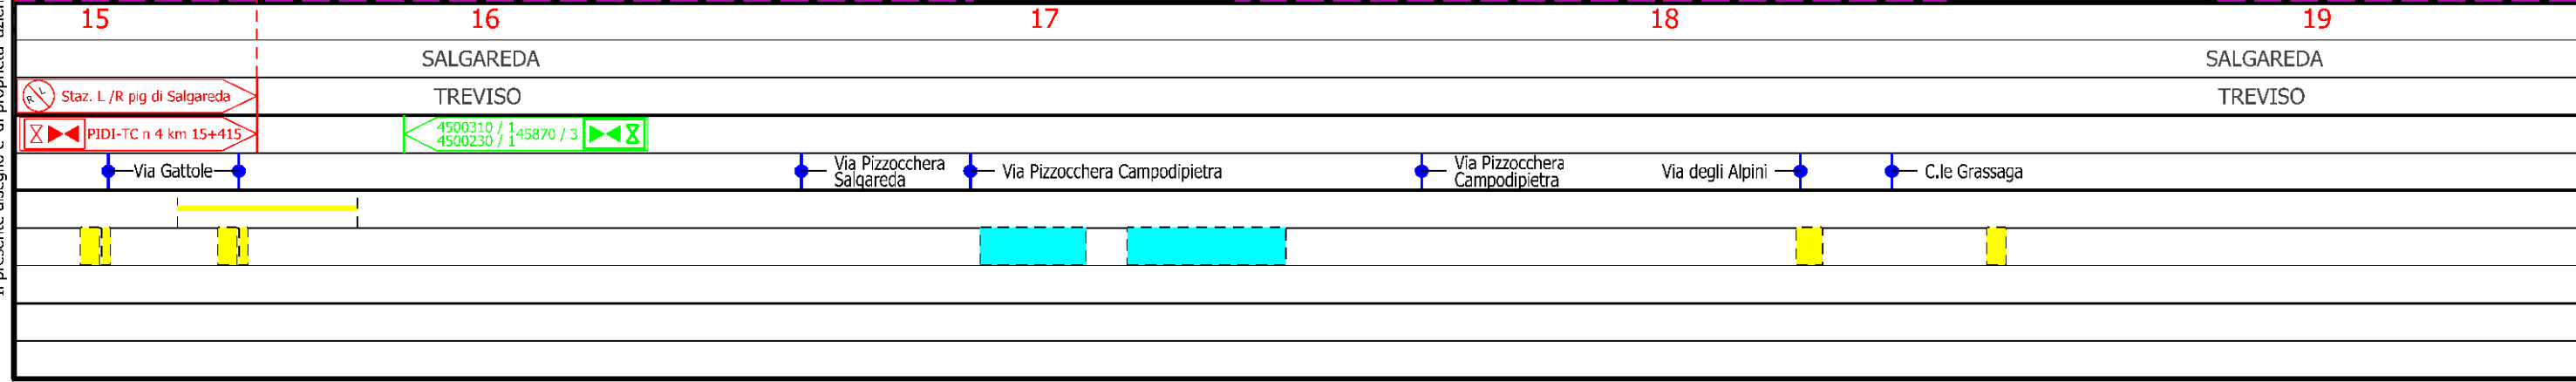 15 16 17 18 19
SALGAREDA SALGAREDA
R L Staz. L /R pig di Salgareda TREVISO TREVISO
PIDI-TC n 4 km 15+415 4500310 / 1 45870 / 3
4500230 / 1
Via Gattole Via Pizzocchera Via Pizzocchera Campodipietra Via Pizzocchera Via degli Alpini C.le Grassaga
Salgareda Campodipietra